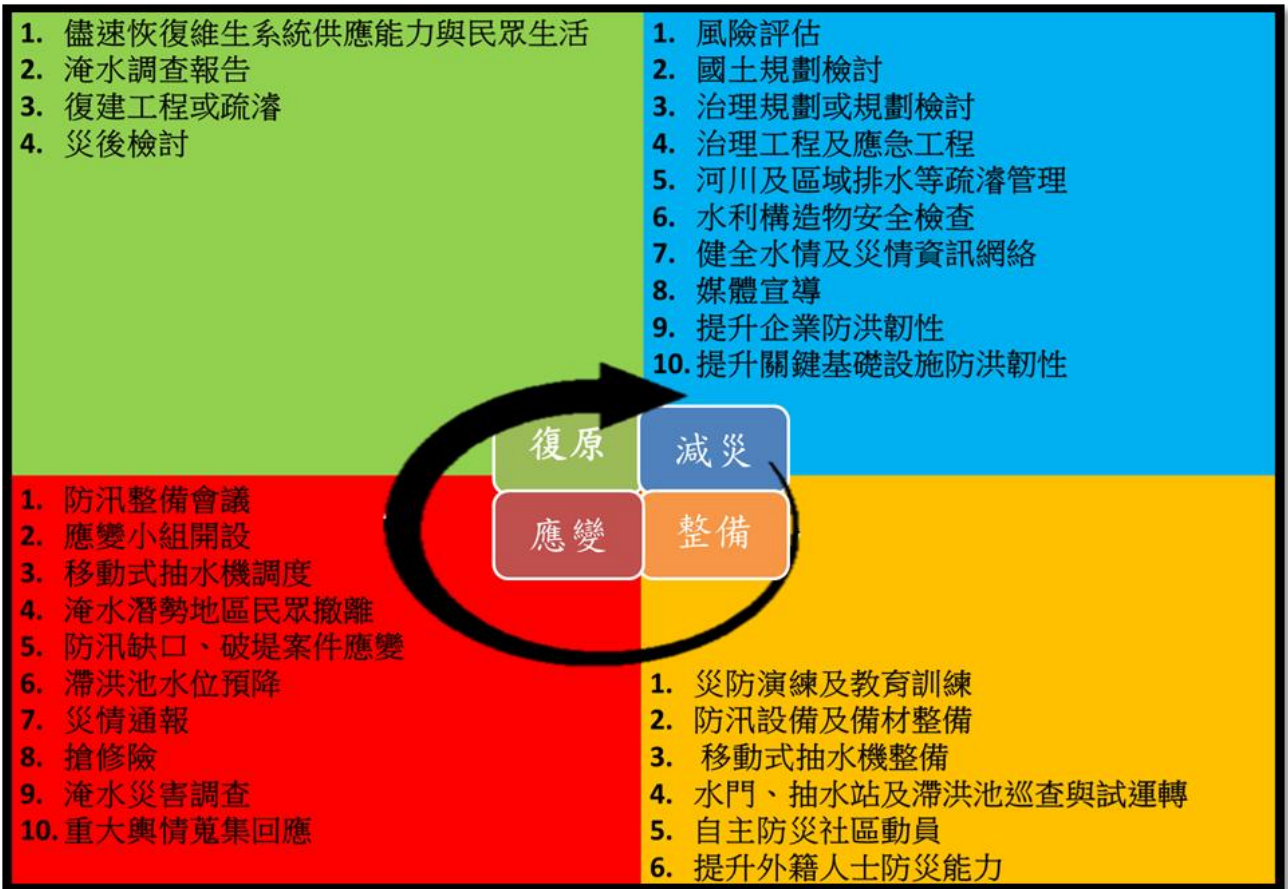 1. 儘速恢復維生系統供應能力與民眾生活
2. 淹水調查報告
3. 復建工程或疏濬
4. 災後檢討
1. 風險評估
2. 國土規劃檢討
3. 治理規劃或規劃檢討
4. 治理工程及應急工程
5. 河川及區域排水等疏濬管理
6. 水利構造物安全檢查
7. 健全水情及災情資訊網絡
8. 媒體宣導
9. 提升企業防洪韌性
10. 提升關鍵基礎設施防洪韌性
復原
減災
應變
整備
1. 防汛整備會議
2. 應變小組開設
3. 移動式抽水機調度
4. 淹水潛勢地區民眾撤離
5. 防汛缺口、破堤案件應變
6. 滯洪池水位預降
7. 災情通報
8. 搶修險
9. 淹水災害調查
10. 重大輿情蒐集回應
1. 災防演練及教育訓練
2. 防汛設備及備材整備
3. 移動式抽水機整備
4. 水門、抽水站及滯洪池巡查與試運轉
5. 自主防災社區動員
6. 提升外籍人士防災能力